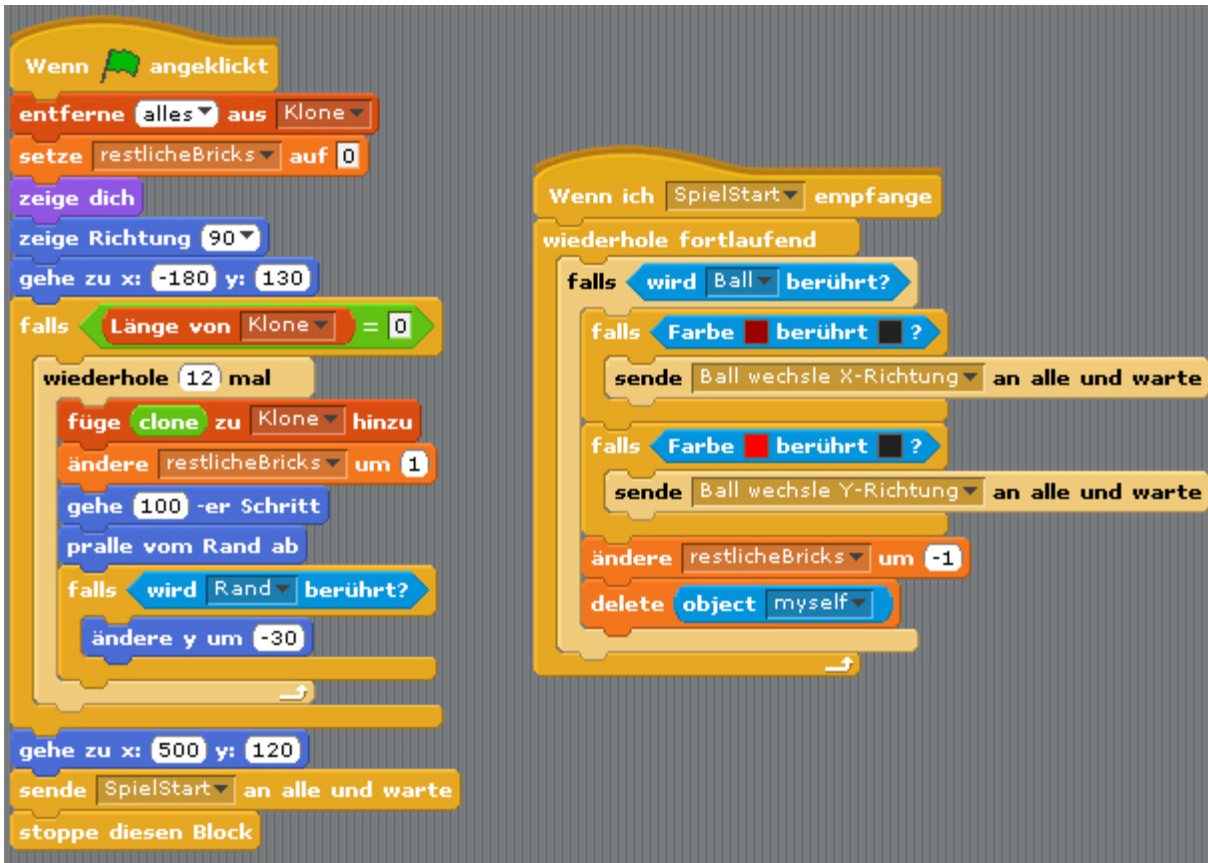 Wenn angeklickt
entferne alles aus Klone
setze restlicheBricks auf 0
zeige dich
zeige Richtung 90
gehe zu x: -180 y: 130
falls Länge von Klone = 0
wiederhole 12 mal
füge clone zu Klone hinzu
ändere restlicheBricks um 1
gehe 100 -er Schritt
pralle vom Rand ab
falls wird Rand berührt?
ändere y um -30
gehe zu x: 500 y: 120
sende SpielStart an alle und warte
stoppe diesen Block
Wenn ich SpielStart empfange
wiederhole fortlaufend
falls wird Ball berührt?
falls Farbe berührt ?
sende Ball wechsle X-Richtung an alle und warte
falls Farbe berührt ?
sende Ball wechsle Y-Richtung an alle und warte
ändere restlicheBricks um -1
delete object myself